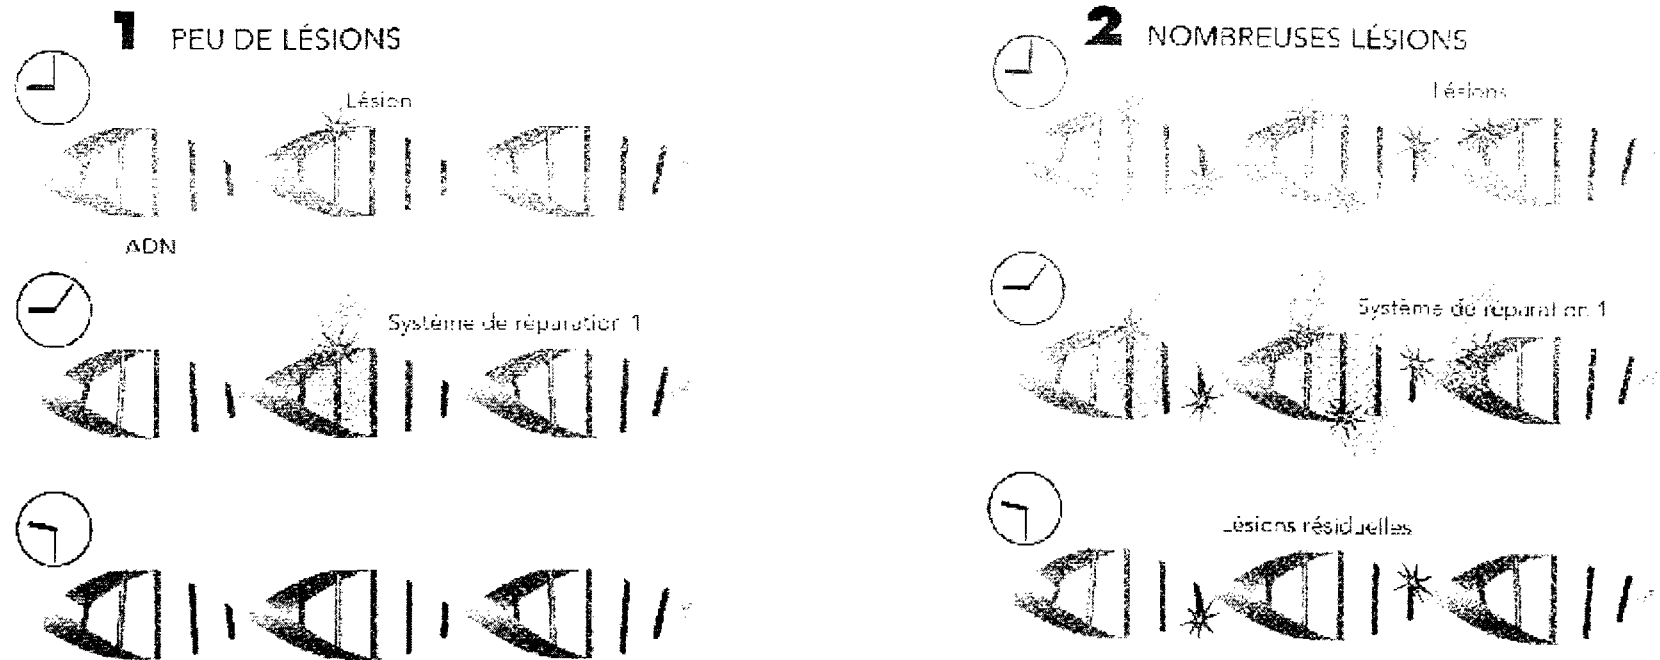 1 PEU DE LÉSIONS
Lésion
ADN
Système de réparation 1
2 NOMBREUSES LÉSIONS
Lésions
Système de réparation 1
Lésions résiduelles